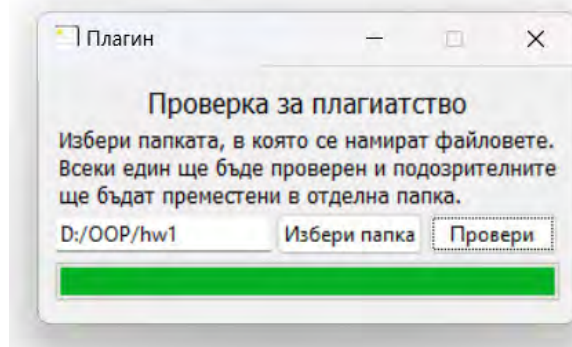 Плагин
Проверка за плагиатство
Избери папката, в която се намират файловете.
Всеки един ще бъде проверен и подозрителните
ще бъдат преместени в отделна папка.
D:/OOP/hw1 Избери папка Провери